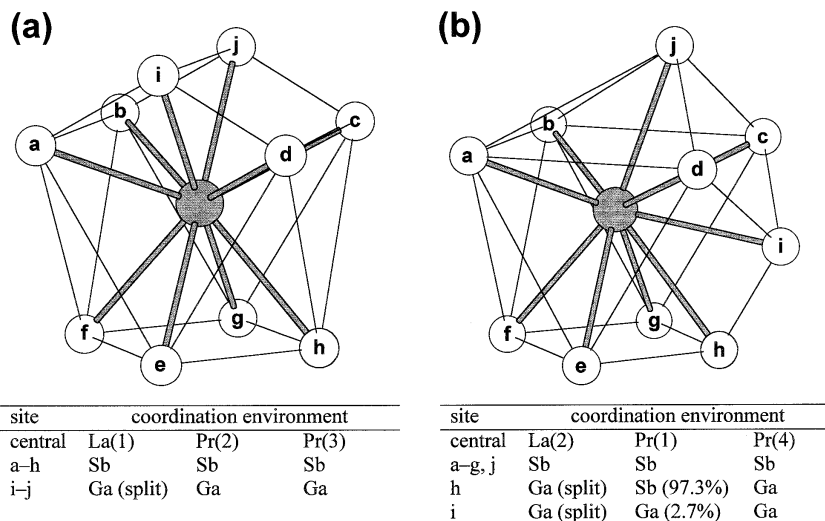 (a)
j
i
b
a
c
d
f
g
h
e
site coordination environment
central La(1) Pr(2) Pr(3)
a–h Sb Sb Sb
i–j Ga (split) Ga Ga
(b)
j
b
a
c
d
i
f
g
h
e
site coordination environment
central La(2) Pr(1) Pr(4)
a–g, j Sb Sb Sb
h Ga (split) Sb (97.3%) Ga
i Ga (split) Ga (2.7%) Ga